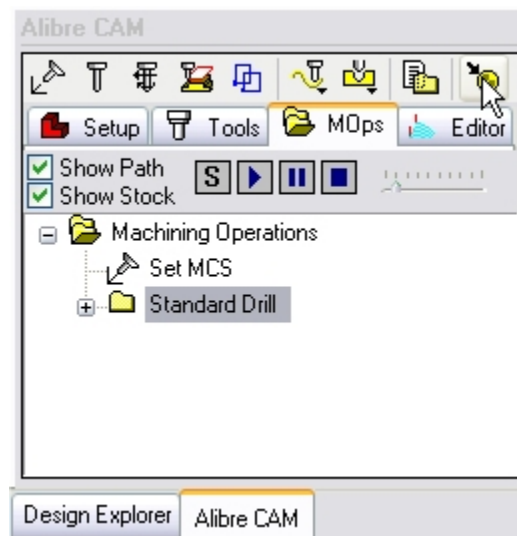 Alibre CAM
Setup Tools MOps Editor
Show Path
S
Show Stock
Machining Operations
Set MCS
Standard Drill
Design Explorer Alibre CAM